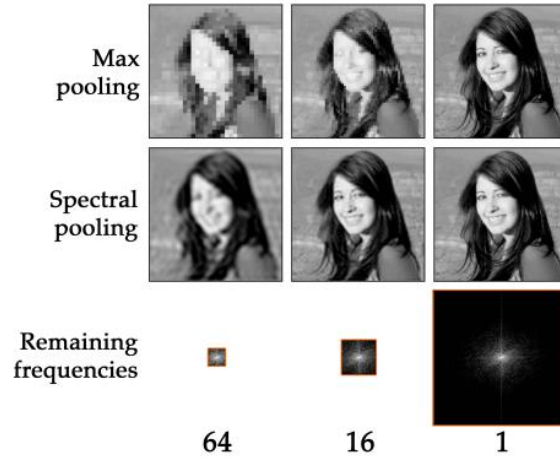 Max
pooling
Spectral
pooling
Remaining
frequencies
64 16 1